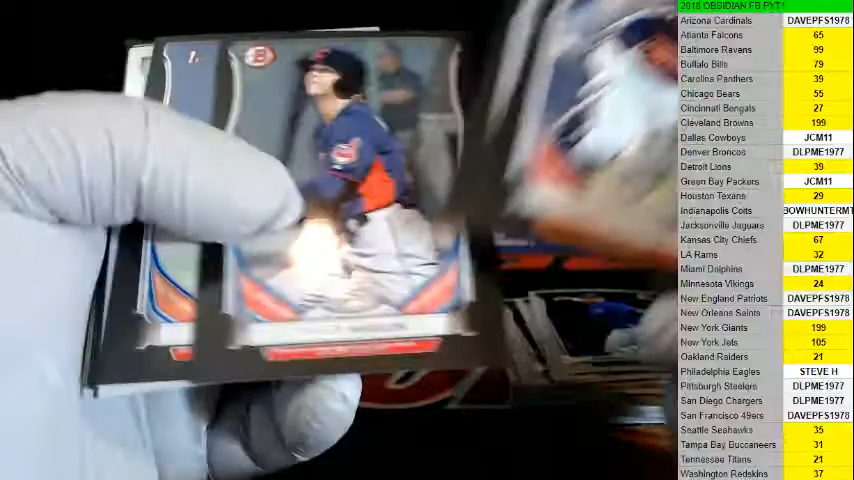 2018 OBSIDIAN FB PYT1
Arizona Cardinals DAVEPFS1978
Atlanta Falcons 65
Baltimore Ravens 99
Buffalo Bills 79
Carolina Panthers 39
Chicago Bears 55
Cincinnati Bengals 27
Cleveland Browns 199
Dallas Cowboys JCM11
Denver Broncos DLPME1977
Detroit Lions 39
Green Bay Packers JCM11
Houston Texans 29
Indianapolis Colts BOWHUNTERMT
Jacksonville Jaguars DLPME1977
Kansas City Chiefs 67
LA Rams 32
Miami Dolphins DLPME1977
Minnesota Vikings 24
New England Patriots DAVEPFS1978
New Orleans Saints DAVEPFS1978
New York Giants 199
New York Jets 105
Oakland Raiders 21
Philadelphia Eagles STEVE H
Pittsburgh Steelers DLPME1977
San Diego Chargers DLPME1977
San Francisco 49ers DAVEPFS1978
Seattle Seahawks 35
Tampa Bay Buccaneers 31
Tennessee Titans 21
Washington Redskins 37